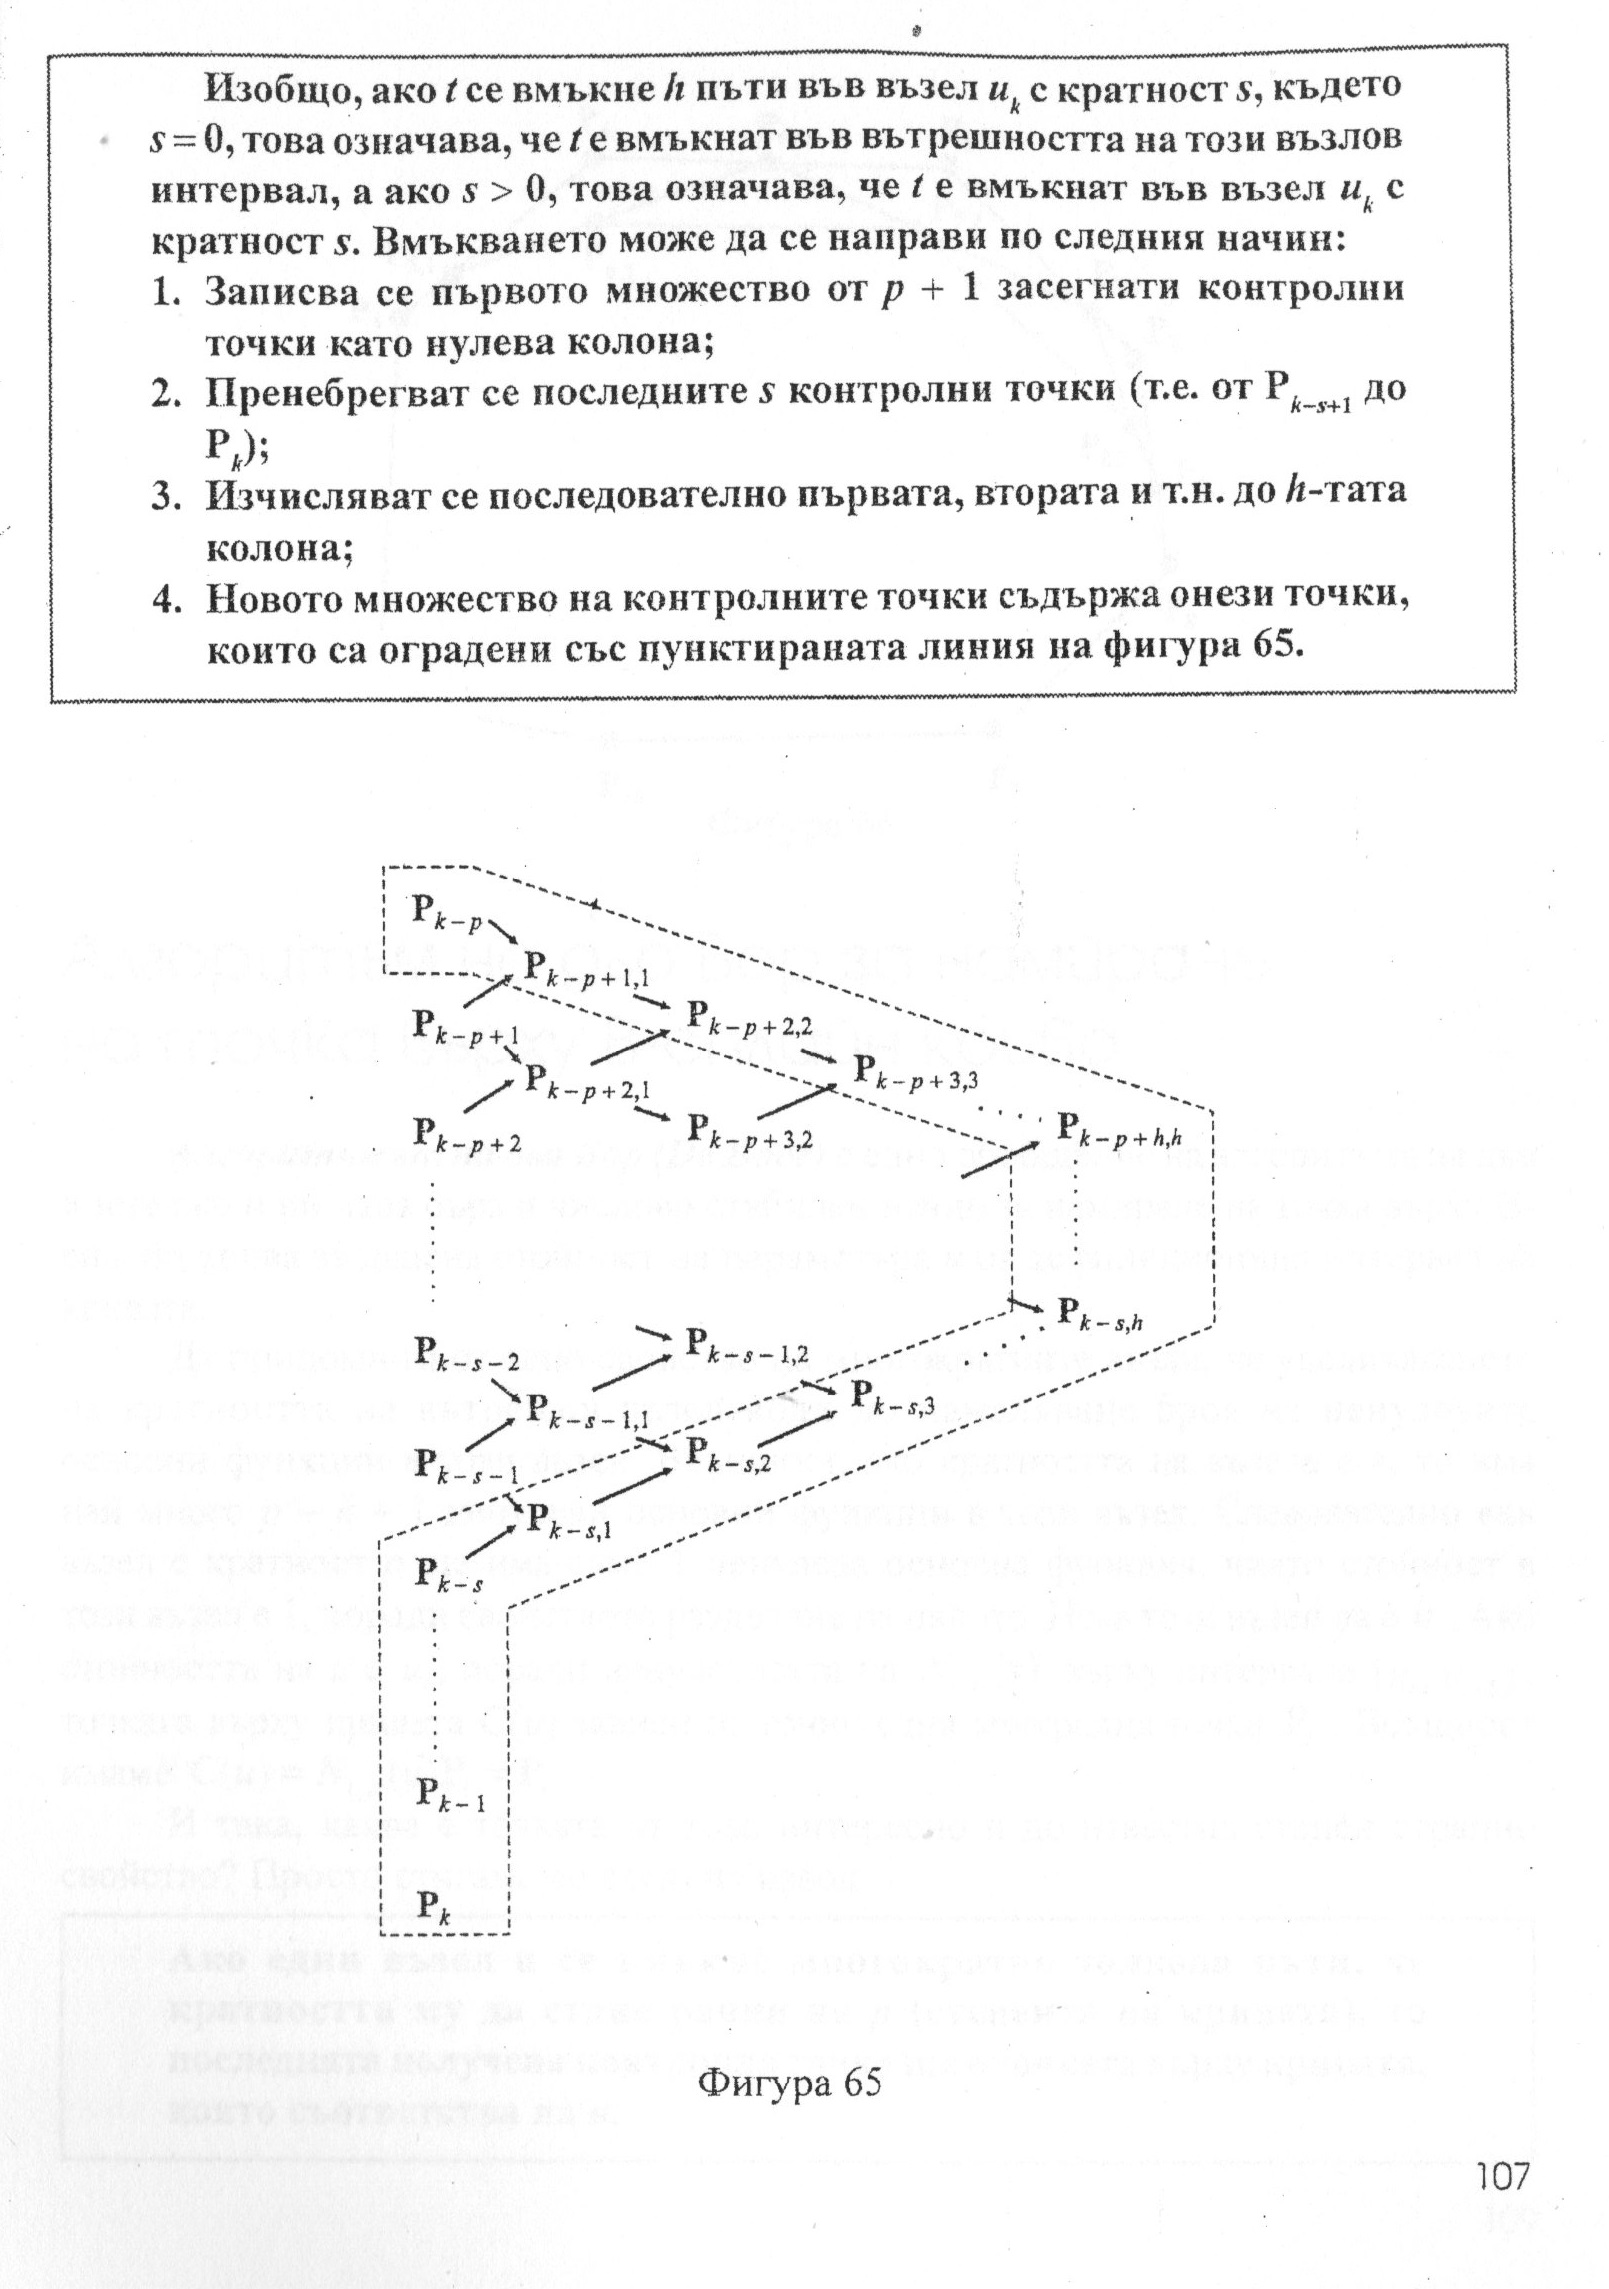 Изобщо, ако t се вмъкне h пъти във възел u_k с кратност s, където
s = 0, това означава, че t е вмъкнат във вътрешността на този възлов
интервал, а ако s > 0, това означава, че t е вмъкнат във възел u_k с
кратност s. Вмъкването може да се направи по следния начин:
1. Записва се първото множество от p + 1 засегнати контролни
точки като нулева колона;
2. Пренебрегват се последните s контролни точки (т.е. от P_{k-s+1} до
P_k);
3. Изчисляват се последователно първата, втората и т.н. до h-тата
колона;
4. Новото множество на контролните точки съдържа онези точки,
които са оградени със пунктираната линия на фигура 65.
P_{k-p}
P_{k-p+1,1}
P_{k-p+1}
P_{k-p+2,2}
P_{k-p+2,1}
P_{k-p+3,3}
P_{k-p+2}
P_{k-p+3,2}
P_{k-p+h,h}
P_{k-s,h}
P_{k-s-2}
P_{k-s-1,2}
P_{k-s-1,1}
P_{k-s,3}
P_{k-s-1}
P_{k-s,2}
P_{k-s,1}
P_{k-s}
P_{k-1}
P_k
Фигура 65
107